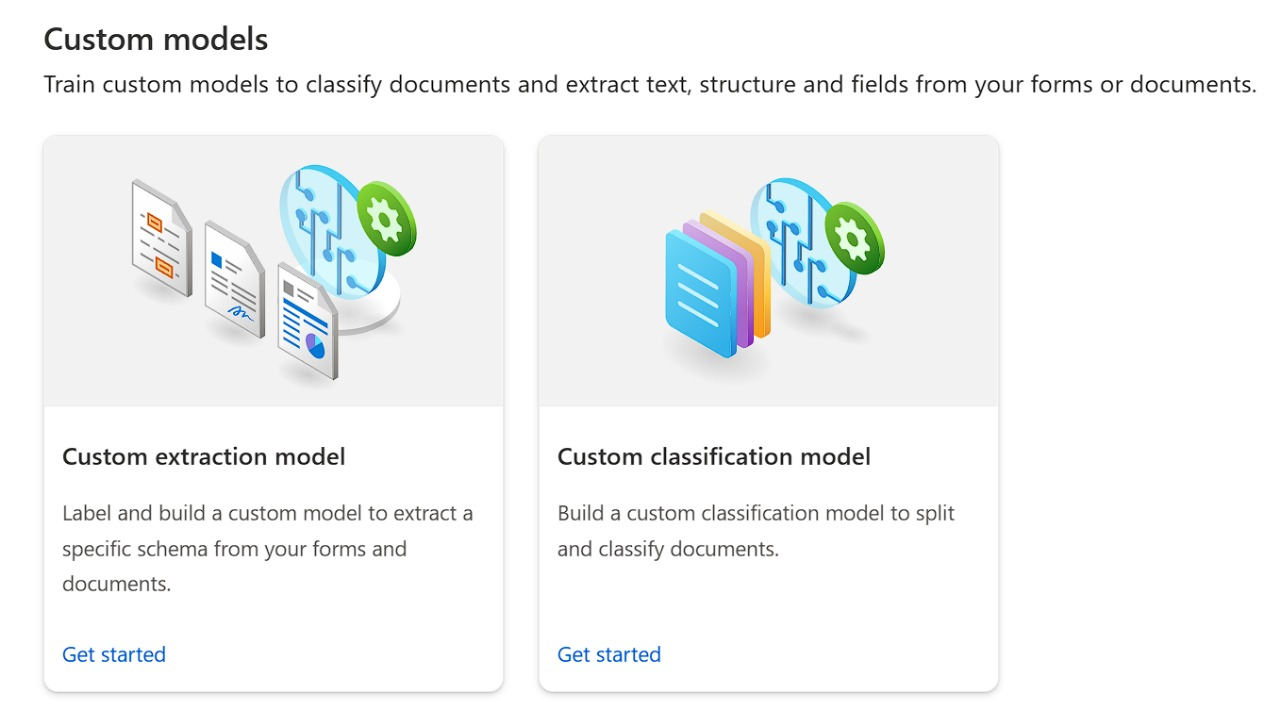 Custom models
Train custom models to classify documents and extract text, structure and fields from your forms or documents.
Custom extraction model
Label and build a custom model to extract a
specific schema from your forms and
documents.
Get started
Custom classification model
Build a custom classification model to split
and classify documents.
Get started